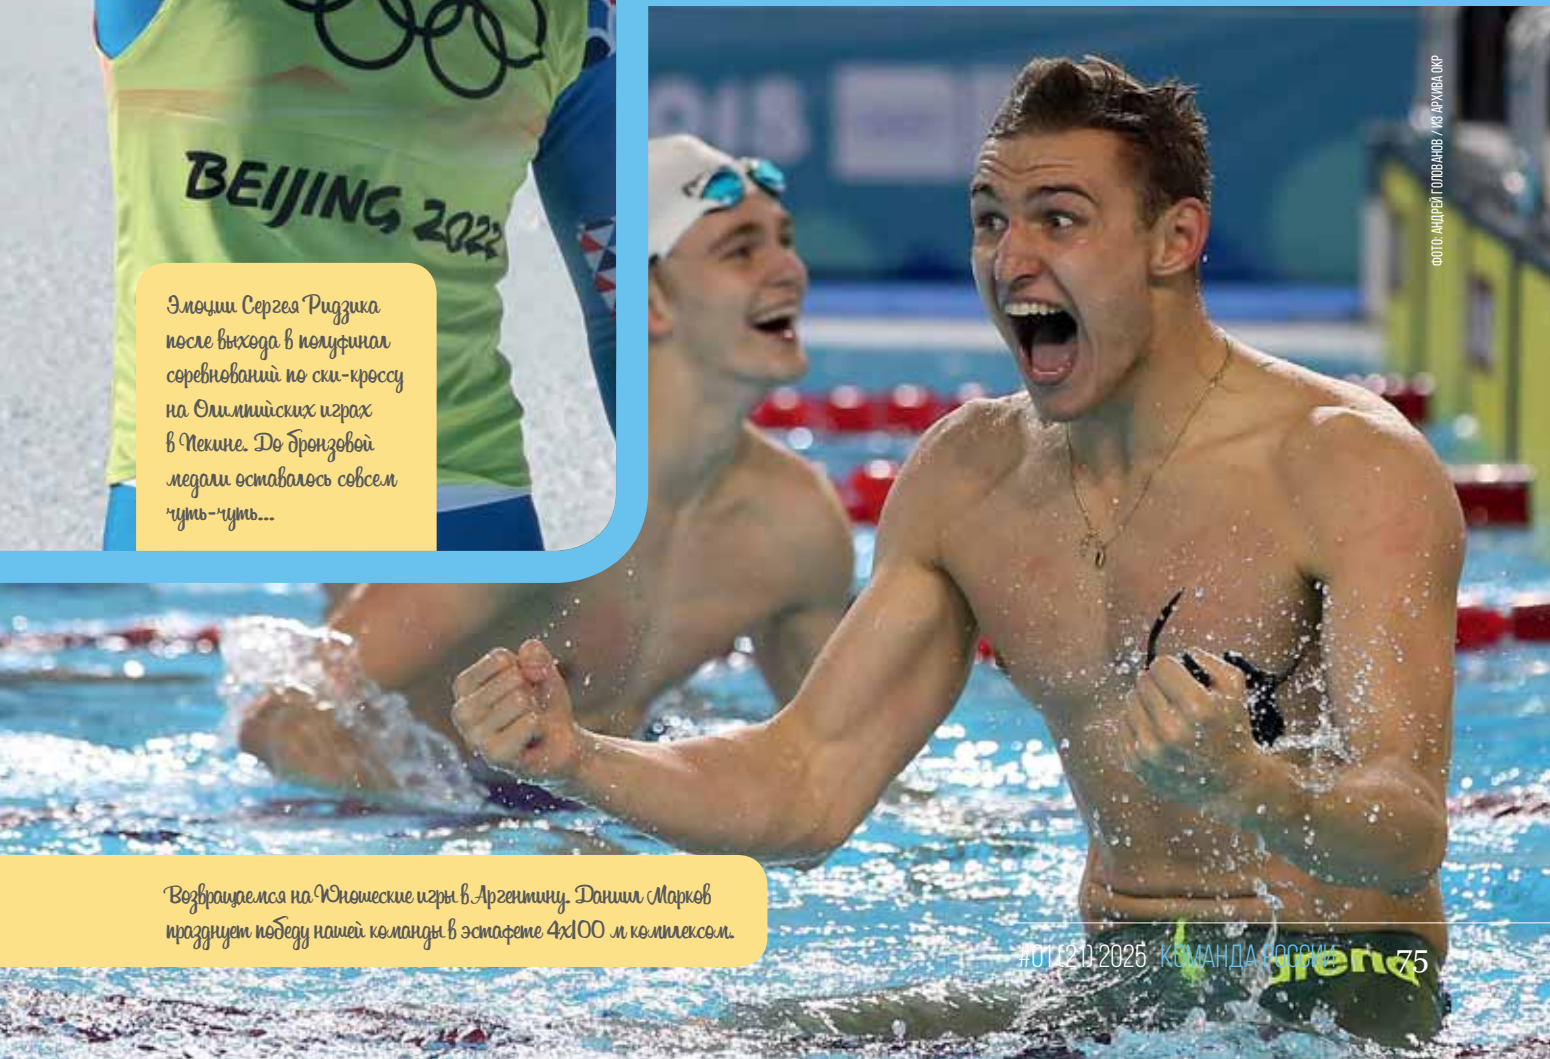 BEIJING 2022
Эмоции Сергея Ридзика
после выхода в полуфинал
соревнований по ски-кроссу
на Олимпийских играх
в Пекине. До бронзовой
медали оставалось совсем
чуть-чуть...
ФОТО: АНДРЕЙ ГОЛОВАНОВ / ИЗ АРХИВА ОКР
Возвращаемся на Юношеские игры в Аргентину. Даниил Марков
празднует победу нашей команды в эстафете 4х100 м комплексом.
arena
#01 (21) 2025 КОМАНДА РОССИИ 75